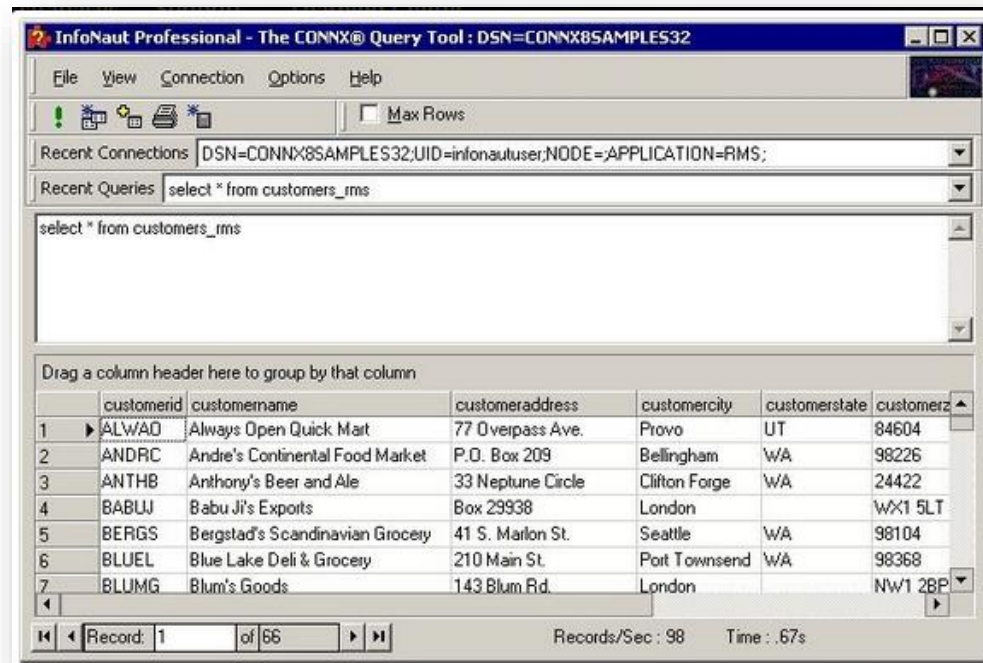 InfoNaut Professional - The CONNX® Query Tool : DSN=CONNX8SAMPLES32
File View Connection Options Help
Max Rows
Recent Connections DSN=CONNX8SAMPLES32;UID=infonautuser;NODE=;APPLICATION=RMS;
Recent Queries select * from customers_rms
select * from customers_rms
Drag a column header here to group by that column
customerid customername customeraddress customercity customerstate customerz
1 ALWAO Always Open Quick Mart 77 Overpass Ave. Provo UT 84604
2 ANDRC Andre's Continental Food Market P.O. Box 209 Bellingham WA 98226
3 ANTHB Anthony's Beer and Ale 33 Neptune Circle Clifton Forge WA 24422
4 BABUJ Babu Ji's Exports Box 29938 London WX1 5LT
5 BERGS Bergstad's Scandinavian Grocery 41 S. Marlon St. Seattle WA 98104
6 BLUEL Blue Lake Deli & Grocery 210 Main St. Port Townsend WA 98368
7 BLUMG Blum's Goods 143 Blum Rd. London NW1 2BP
Record: 1 of 66 Records/Sec : 98 Time : .67s